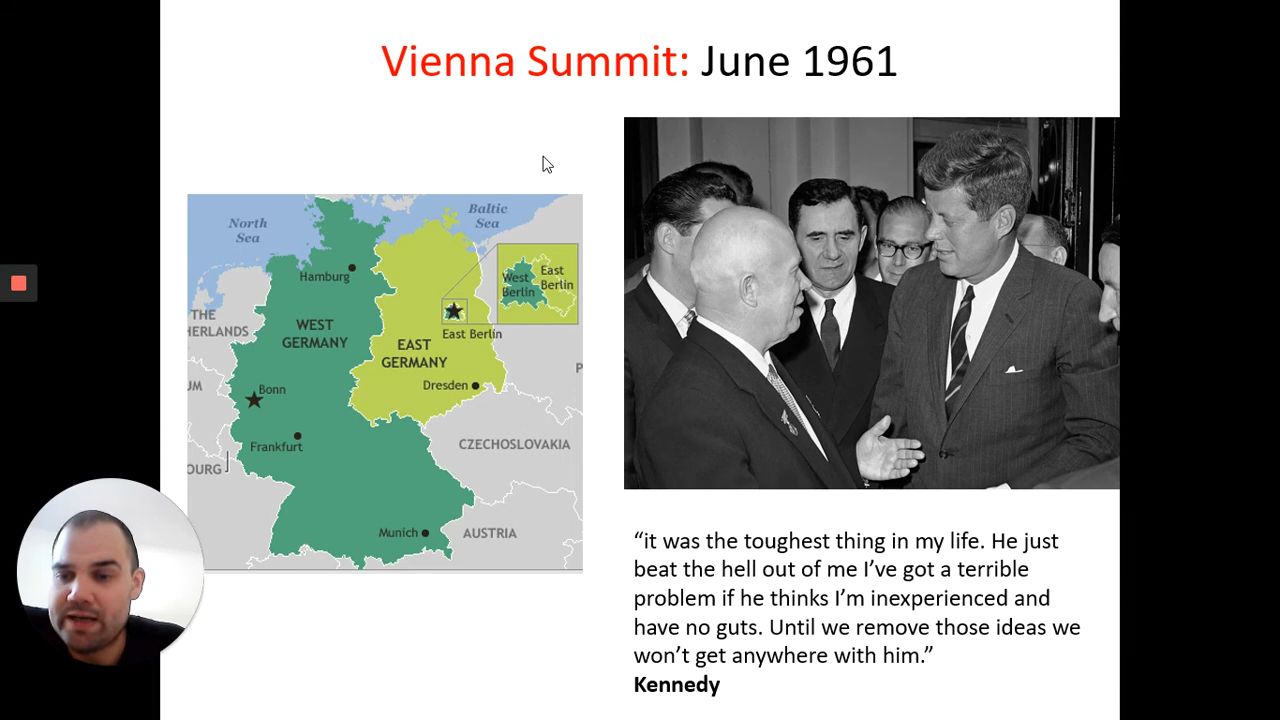 Vienna Summit: June 1961
North
Sea
Baltic
Sea
Hamburg
West
Berlin
East
Berlin
THE
HERLANDS
WEST
GERMANY
East Berlin
EAST
GERMANY
P
UM
Bonn
Dresden
Frankfurt
CZECHOSLOVAKIA
OURG
Munich
AUSTRIA
“it was the toughest thing in my life. He just
beat the hell out of me I’ve got a terrible
problem if he thinks I’m inexperienced and
have no guts. Until we remove those ideas we
won’t get anywhere with him.”
Kennedy